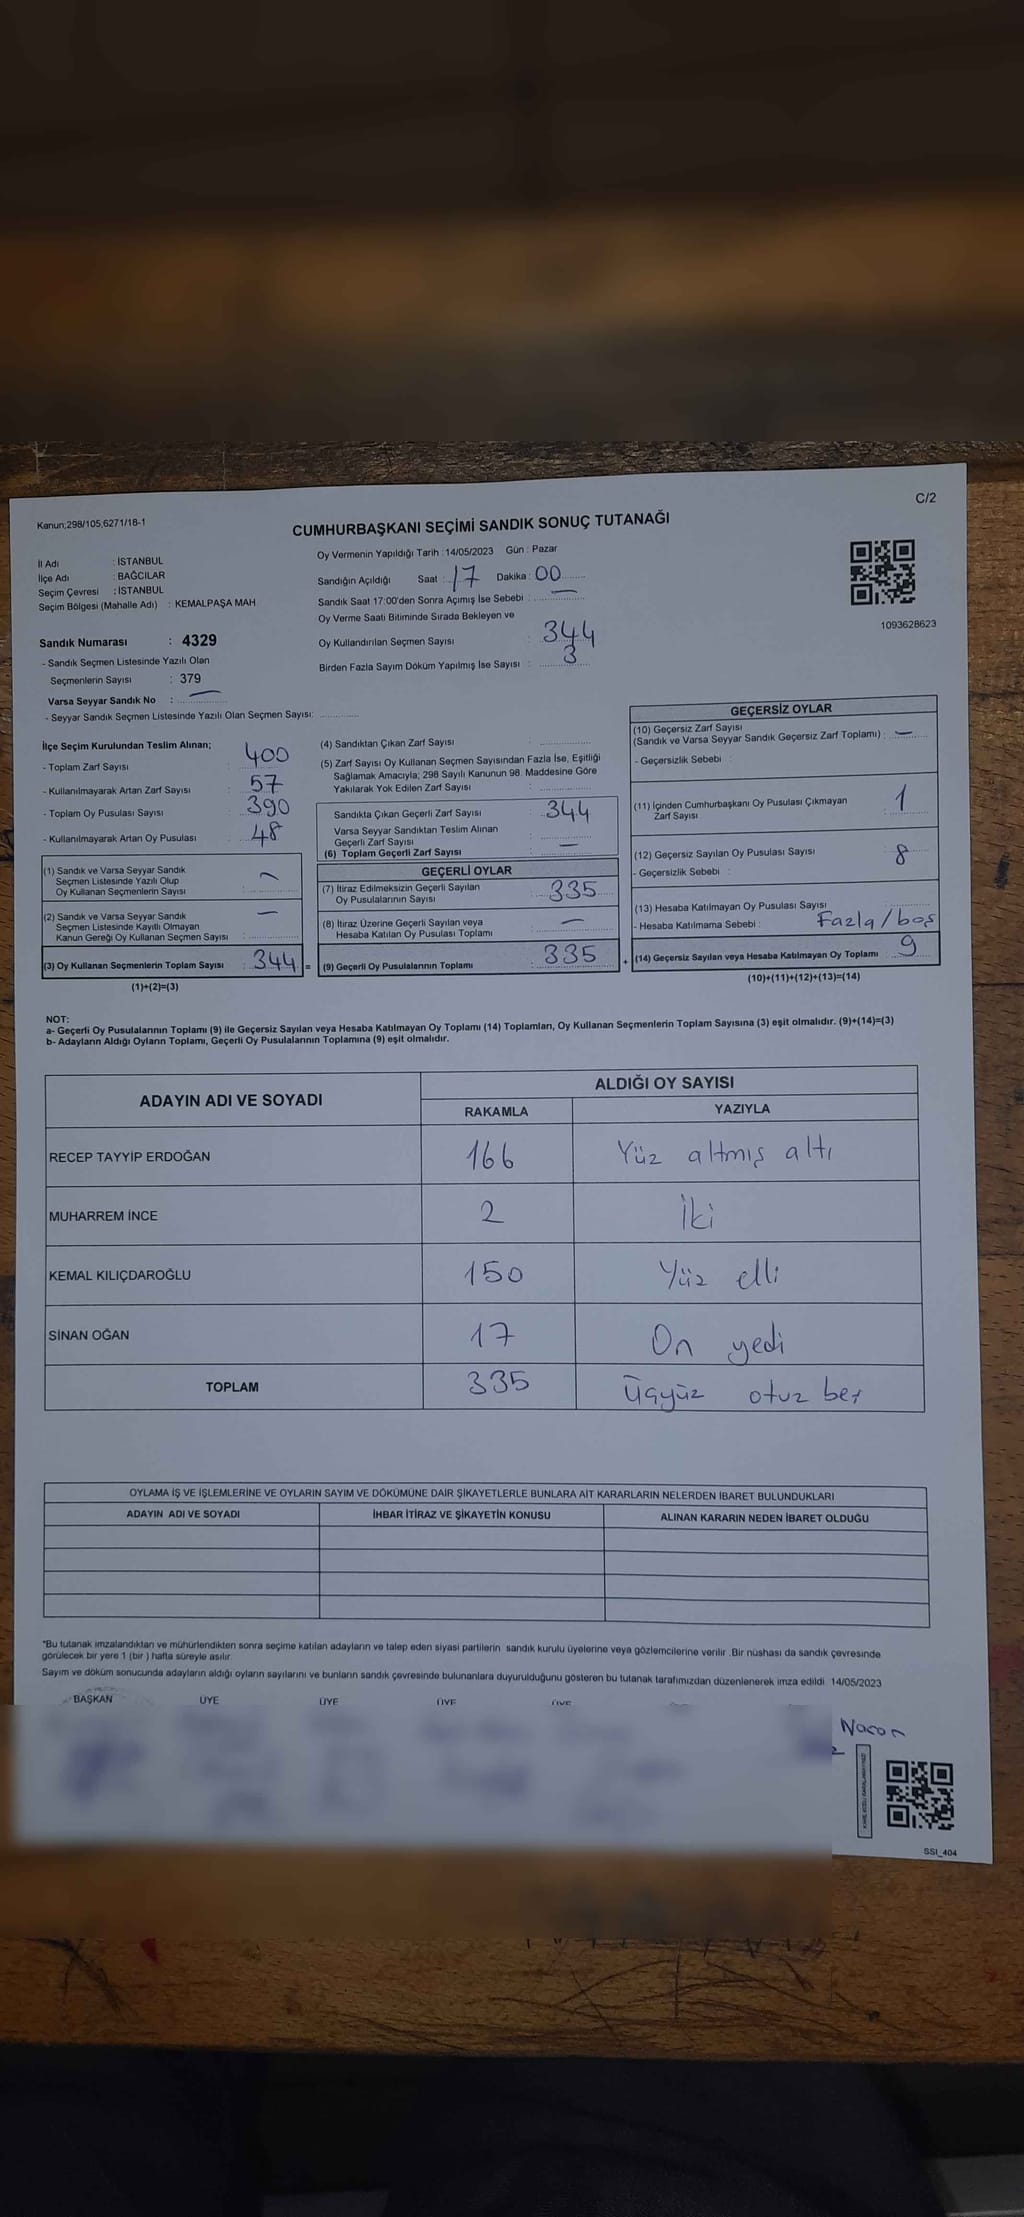 C/2
Kanun;298/105,6271/18-1
CUMHURBAŞKANI SEÇİMİ SANDIK SONUÇ TUTANAĞI
İl Adı : İSTANBUL
İlçe Adı : BAĞCILAR
Seçim Çevresi : İSTANBUL
Seçim Bölgesi (Mahalle Adı) : KEMALPAŞA MAH
Oy Vermenin Yapıldığı Tarih : 14/05/2023 Gün : Pazar
Sandığın Açıldığı Saat : 17 Dakika : 00
Sandık Saat 17:00'den Sonra Açılmış İse Sebebi : —
Oy Verme Saati Bitiminde Sırada Bekleyen ve
Oy Kullandırılan Seçmen Sayısı : 344
Birden Fazla Sayım Döküm Yapılmış İse Sayısı : 3
1093628623
Sandık Numarası : 4329
- Sandık Seçmen Listesinde Yazılı Olan
Seçmenlerin Sayısı : 379
Varsa Seyyar Sandık No : —
- Seyyar Sandık Seçmen Listesinde Yazılı Olan Seçmen Sayısı:
İlçe Seçim Kurulundan Teslim Alınan;
- Toplam Zarf Sayısı : 400
- Kullanılmayarak Artan Zarf Sayısı : 57
- Toplam Oy Pusulası Sayısı : 390
- Kullanılmayarak Artan Oy Pusulası : 48
(1) Sandık ve Varsa Seyyar Sandık
Seçmen Listesinde Yazılı Olup
Oy Kullanan Seçmenlerin Sayısı : —
(2) Sandık ve Varsa Seyyar Sandık
Seçmen Listesinde Kayıtlı Olmayan
Kanun Gereği Oy Kullanan Seçmen Sayısı : —
(3) Oy Kullanan Seçmenlerin Toplam Sayısı : 344 =
(1)+(2)=(3)
(4) Sandıktan Çıkan Zarf Sayısı :
(5) Zarf Sayısı Oy Kullanan Seçmen Sayısından Fazla İse, Eşitliği
Sağlamak Amacıyla; 298 Sayılı Kanunun 98. Maddesine Göre
Yakılarak Yok Edilen Zarf Sayısı :
Sandıkta Çıkan Geçerli Zarf Sayısı : 344
Varsa Seyyar Sandıktan Teslim Alınan
Geçerli Zarf Sayısı : —
(6) Toplam Geçerli Zarf Sayısı :
GEÇERLİ OYLAR
(7) İtiraz Edilmeksizin Geçerli Sayılan
Oy Pusulalarının Sayısı : 335
(8) İtiraz Üzerine Geçerli Sayılan veya
Hesaba Katılan Oy Pusulası Toplamı : —
(9) Geçerli Oy Pusulalarının Toplamı : 335 +
GEÇERSİZ OYLAR
(10) Geçersiz Zarf Sayısı
(Sandık ve Varsa Seyyar Sandık Geçersiz Zarf Toplamı) : —
- Geçersizlik Sebebi :
(11) İçinden Cumhurbaşkanı Oy Pusulası Çıkmayan
Zarf Sayısı : 1
(12) Geçersiz Sayılan Oy Pusulası Sayısı : 8
- Geçersizlik Sebebi :
(13) Hesaba Katılmayan Oy Pusulası Sayısı
- Hesaba Katılmama Sebebi : Fazla/boş
(14) Geçersiz Sayılan veya Hesaba Katılmayan Oy Toplamı : 9
(10)+(11)+(12)+(13)=(14)
NOT:
a- Geçerli Oy Pusulalarının Toplamı (9) ile Geçersiz Sayılan veya Hesaba Katılmayan Oy Toplamı (14) Toplamları, Oy Kullanan Seçmenlerin Toplam Sayısına (3) eşit olmalıdır. (9)+(14)=(3)
b- Adayların Aldığı Oyların Toplamı, Geçerli Oy Pusulalarının Toplamına (9) eşit olmalıdır.
ADAYIN ADI VE SOYADI ALDIĞI OY SAYISI
RAKAMLA YAZIYLA
RECEP TAYYİP ERDOĞAN 166 Yüz altmış altı
MUHARREM İNCE 2 İki
KEMAL KILIÇDAROĞLU 150 Yüz elli
SİNAN OĞAN 17 On yedi
TOPLAM 335 Üçyüz otuz beş
OYLAMA İŞ VE İŞLEMLERİNE VE OYLARIN SAYIM VE DÖKÜMÜNE DAİR ŞİKAYETLERLE BUNLARA AİT KARARLARIN NELERDEN İBARET BULUNDUKLARI
ADAYIN ADI VE SOYADI İHBAR İTİRAZ VE ŞİKAYETİN KONUSU ALINAN KARARIN NEDEN İBARET OLDUĞU
*Bu tutanak imzalandıktan ve mühürlendikten sonra seçime katılan adayların ve talep eden siyasi partilerin sandık kurulu üyelerine veya gözlemcilerine verilir .Bir nüshası da sandık çevresinde
görülecek bir yere 1 (bir ) hafta süreyle asılır.
Sayım ve döküm sonucunda adayların aldığı oyların sayılarını ve bunların sandık çevresinde bulunanlara duyurulduğunu gösteren bu tutanak tarafımızdan düzenlenerek imza edildi. 14/05/2023
BAŞKAN ÜYE ÜYE ÜYE ÜYE
SSI_404